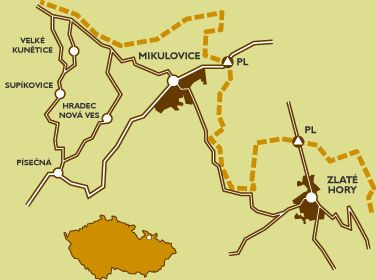 VELKÉ
KUNĚTICE
MIKULOVICE
PL
SUPÍKOVICE
HRADEC
NOVÁ VES
PL
PÍSEČNÁ
ZLATÉ
HORY